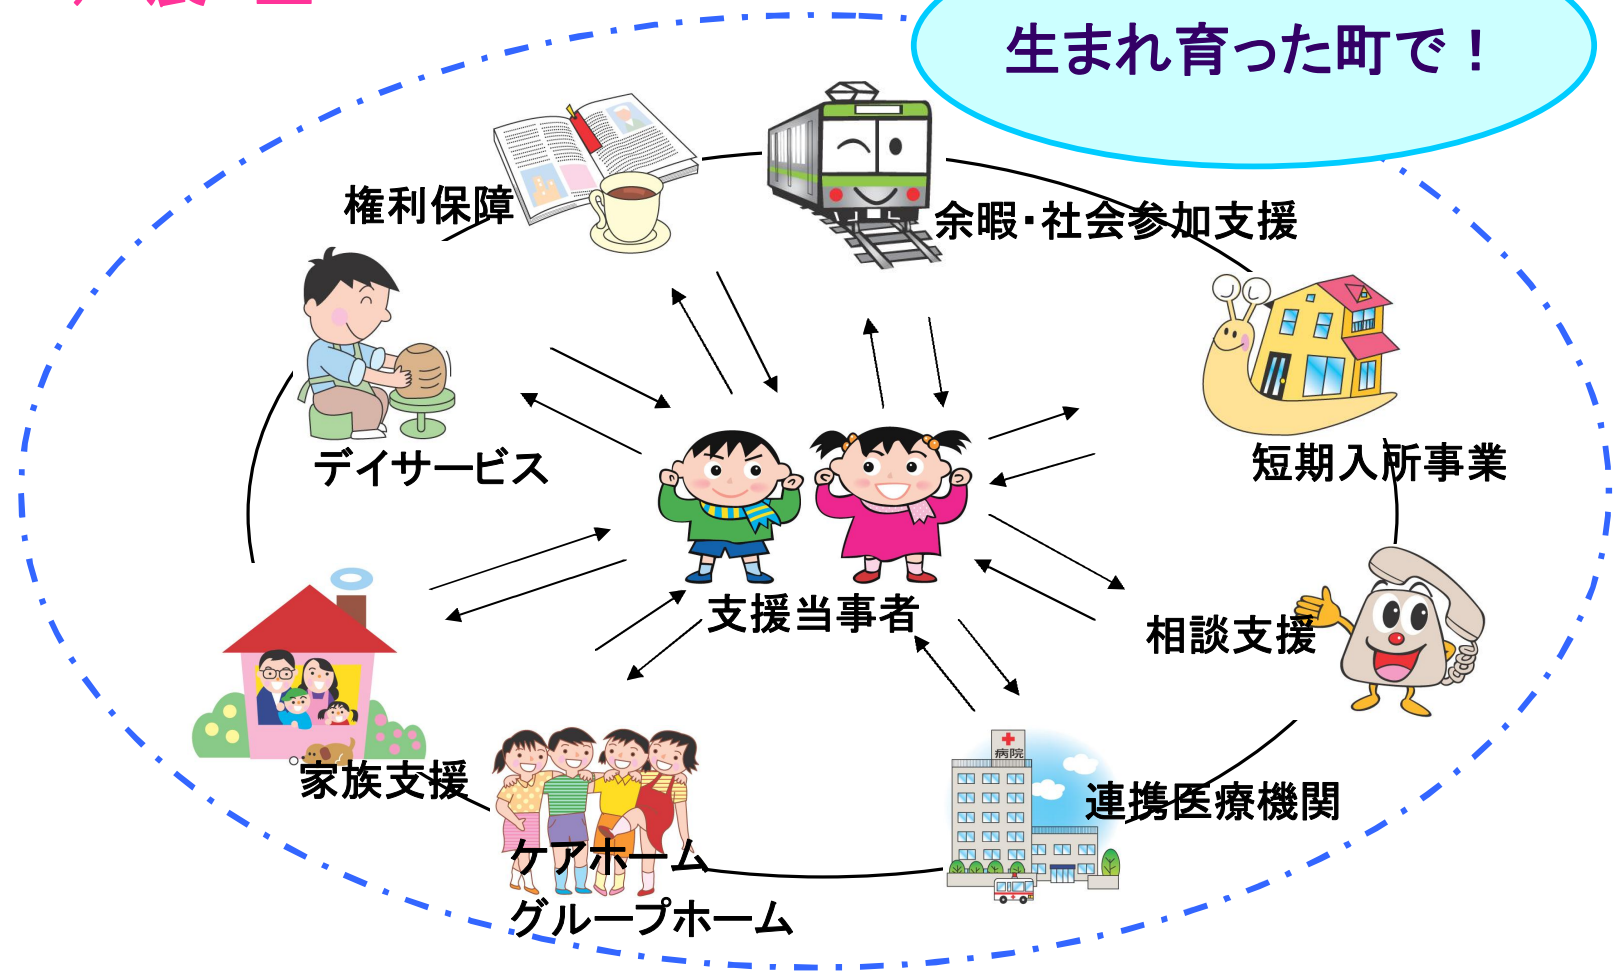 生まれ育った町で！
権利保障
余暇・社会参加支援
デイサービス
短期入所事業
支援当事者
相談支援
家族支援
病院
連携医療機関
ケアホーム
グループホーム